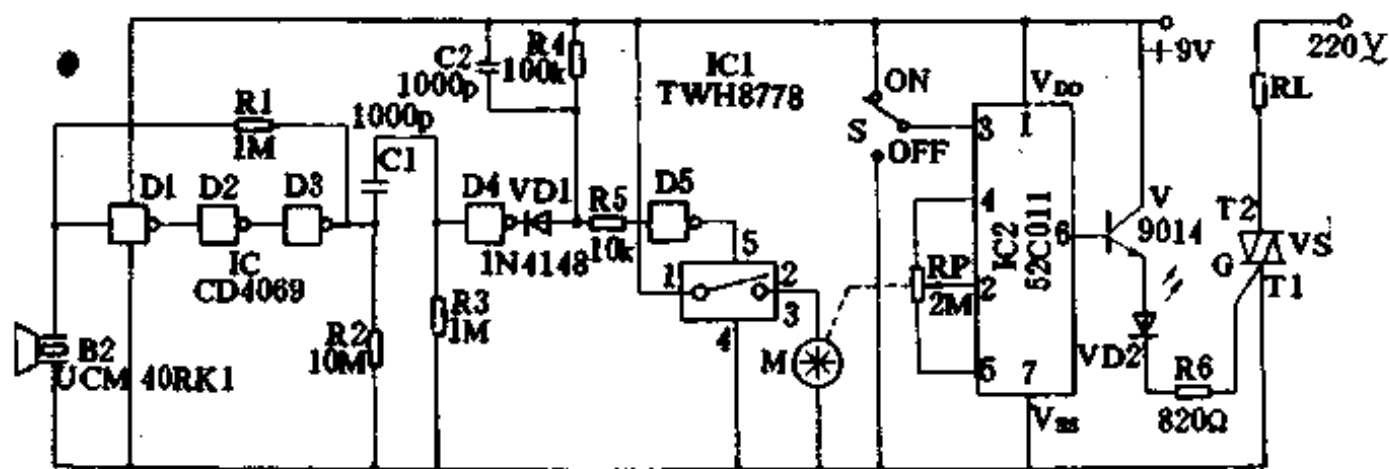 +9V
220V
C2
1000p
R4
100k
IC1
TWH8778
ON
S
OFF
VDD
1
3
4
2
5
6
7
IC2
52C011
VSS
RP
2M
V
9014
T2
VS
G
T1
RL
VD2
R6
820Ω
R1
1M
1000p
C1
D1
D2
D3
IC
CD4069
D4
VD1
1N4148
R5
10k
D5
5
1
2
3
4
M
R3
1M
R2
10M
B2
UCM 40RK1